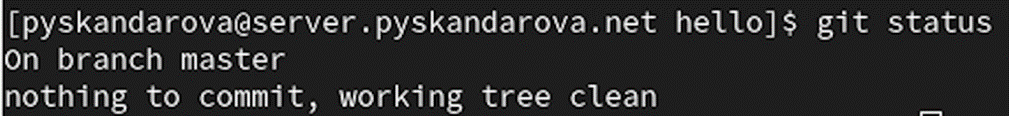 [pyskandarova@server.pyskandarova.net hello]$ git status
On branch master
nothing to commit, working tree clean